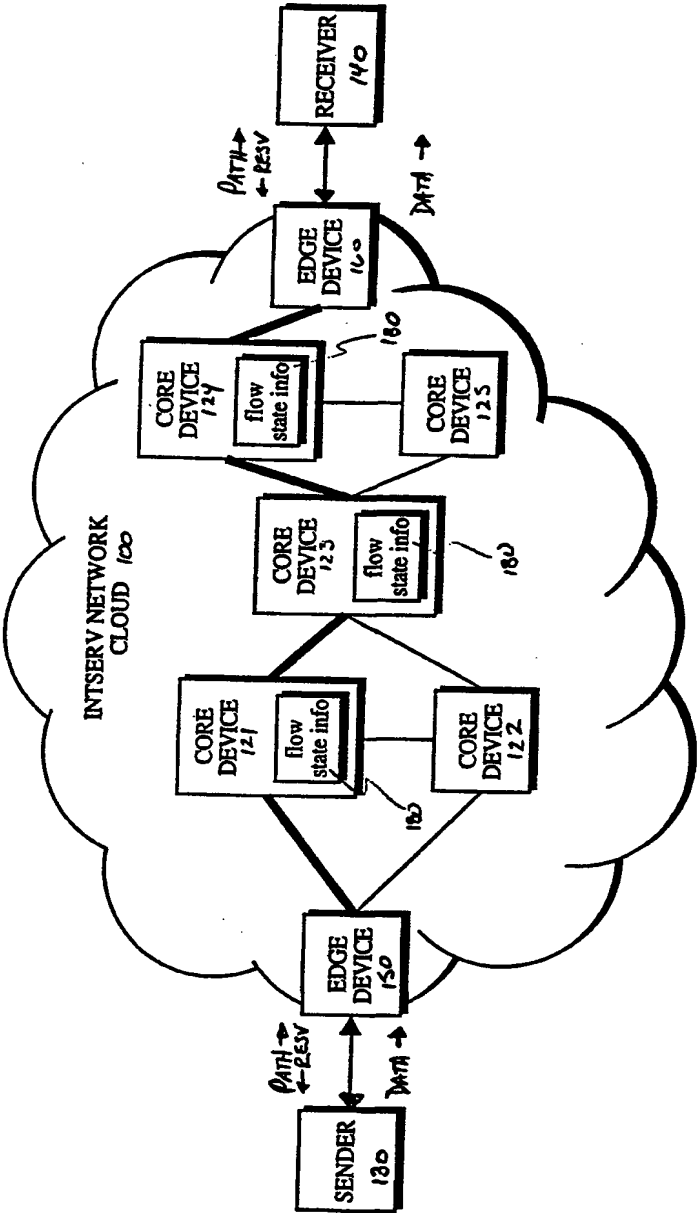 INTSERV NETWORK
CLOUD 100
SENDER
130
PATH →
← RESV
DATA →
EDGE
DEVICE
150
CORE
DEVICE
121
flow
state info
180
CORE
DEVICE
122
CORE
DEVICE
123
flow
state info
180
CORE
DEVICE
124
flow
state info
180
CORE
DEVICE
125
EDGE
DEVICE
160
PATH →
← RESV
DATA →
RECEIVER
140